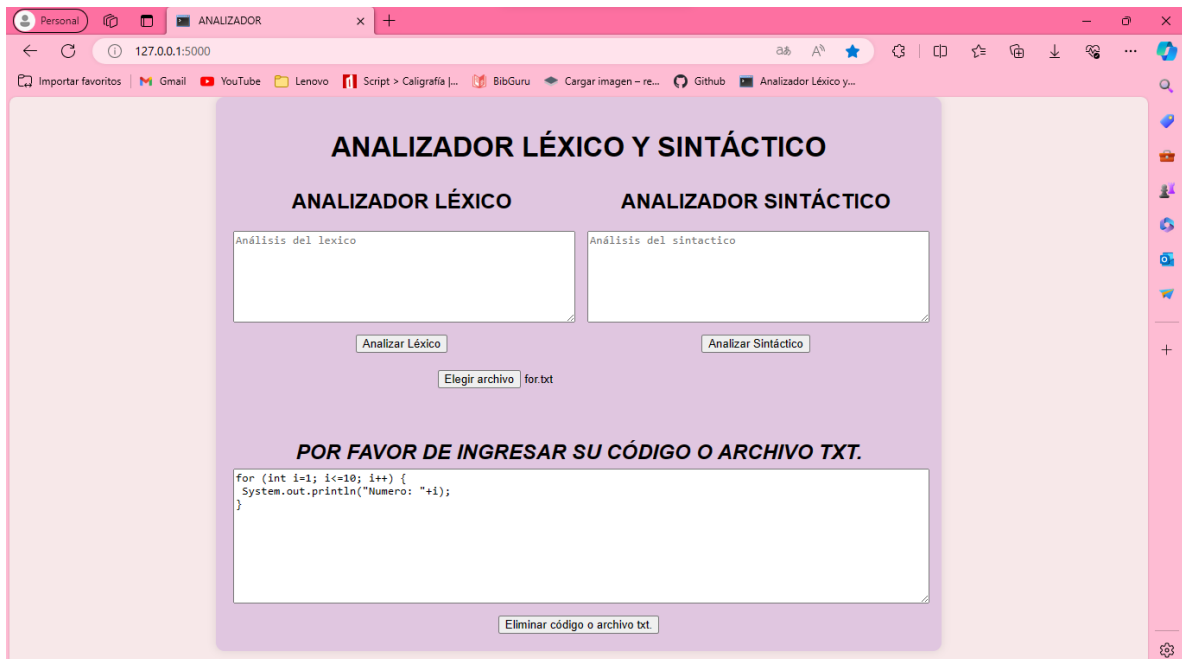 Personal
ANALIZADOR
127.0.0.1:5000
Importar favoritos
Gmail
YouTube
Lenovo
Script > Caligrafía |...
BibGuru
Cargar imagen – re...
Github
Analizador Léxico y...
ANALIZADOR LÉXICO Y SINTÁCTICO
ANALIZADOR LÉXICO
ANALIZADOR SINTÁCTICO
Análisis del lexico
Análisis del sintactico
Analizar Léxico
Analizar Sintáctico
Elegir archivo for.txt
POR FAVOR DE INGRESAR SU CÓDIGO O ARCHIVO TXT.
for (int i=1; i<=10; i++) {
System.out.println("Numero: "+i);
}
Eliminar código o archivo txt.